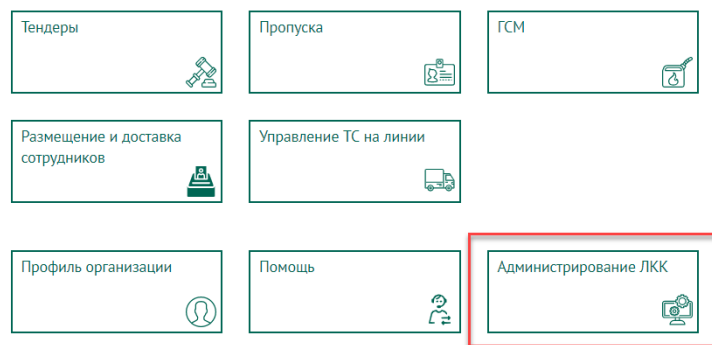 Тендеры
Пропуска
ГСМ
Размещение и доставка
сотрудников
Управление ТС на линии
Профиль организации
Помощь
Администрирование ЛКК